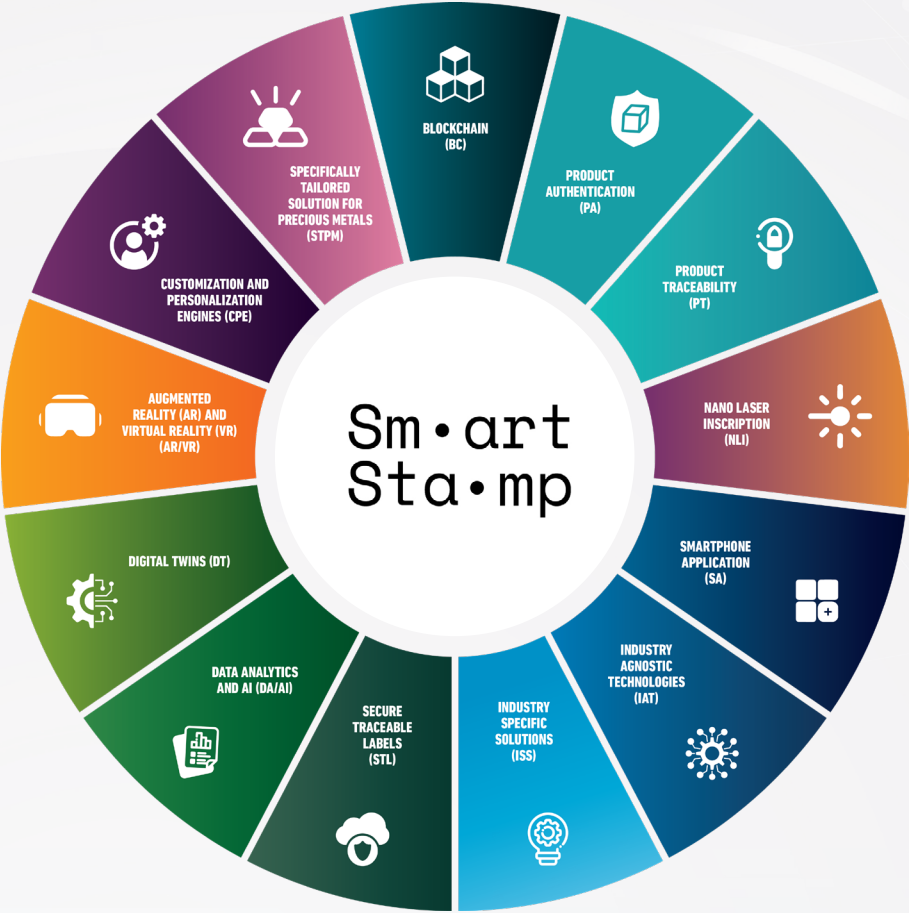 BLOCKCHAIN
(BC)
PRODUCT
AUTHENTICATION
(PA)
PRODUCT
TRACEABILITY
(PT)
NANO LASER
INSCRIPTION
(NLI)
SMARTPHONE
APPLICATION
(SA)
INDUSTRY
AGNOSTIC
TECHNOLOGIES
(IAT)
INDUSTRY
SPECIFIC
SOLUTIONS
(ISS)
SECURE
TRACEABLE
LABELS
(STL)
DATA ANALYTICS
AND AI (DA/AI)
DIGITAL TWINS (DT)
AUGMENTED
REALITY (AR) AND
VIRTUAL REALITY (VR)
(AR/VR)
CUSTOMIZATION AND
PERSONALIZATION
ENGINES (CPE)
SPECIFICALLY
TAILORED
SOLUTION FOR
PRECIOUS METALS
(STPM)
Sm•art
Sta•mp